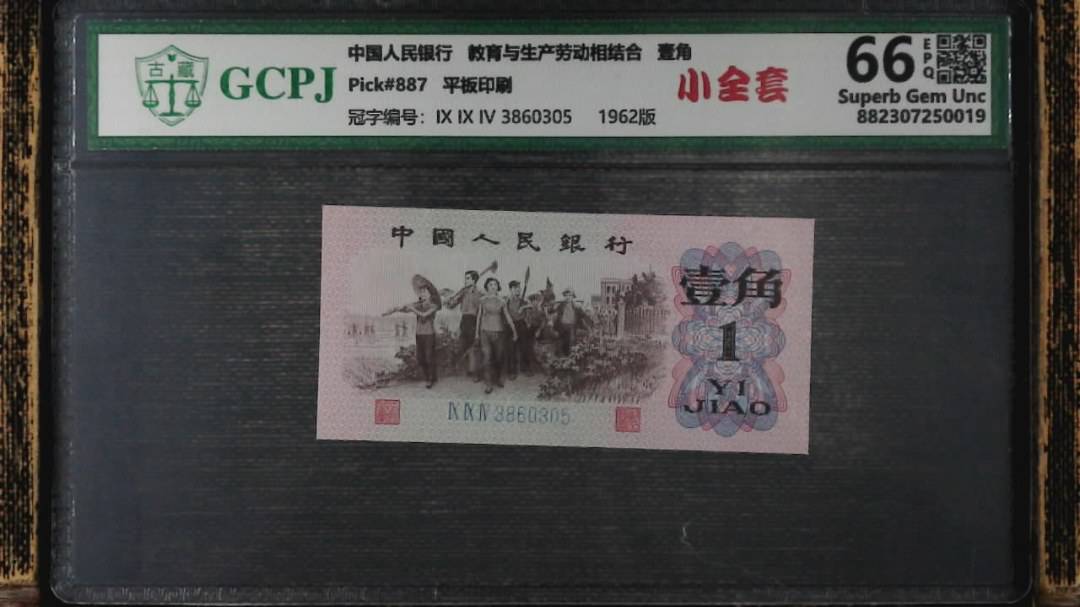 古 藏
GCPJ
中国人民银行 教育与生产劳动相结合 壹角
Pick#887 平板印刷
冠字编号: IX IX IV 3860305 1962版
小全套
66 EPQ
Superb Gem Unc
882307250019
中國人民銀行
壹角
1
YI
JIAO
IX IX IV 3860305